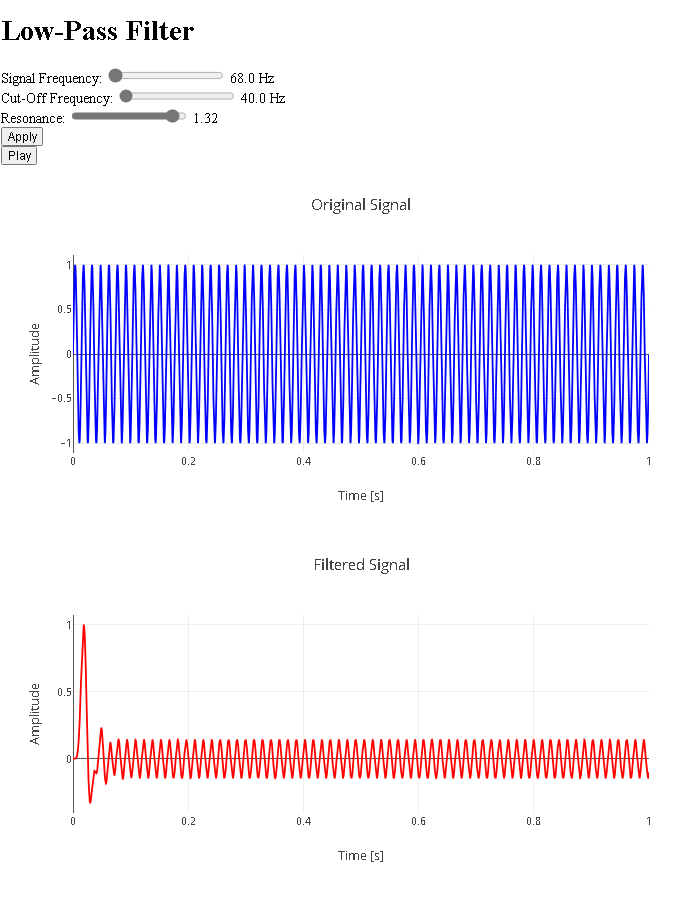 Low-Pass Filter
Signal Frequency: 68.0 Hz
Cut-Off Frequency: 40.0 Hz
Resonance: 1.32
Apply
Play
Original Signal
1
0.5
0
−0.5
−1
Amplitude
0 0.2 0.4 0.6 0.8 1
Time [s]
Filtered Signal
1
0.5
0
Amplitude
0 0.2 0.4 0.6 0.8 1
Time [s]